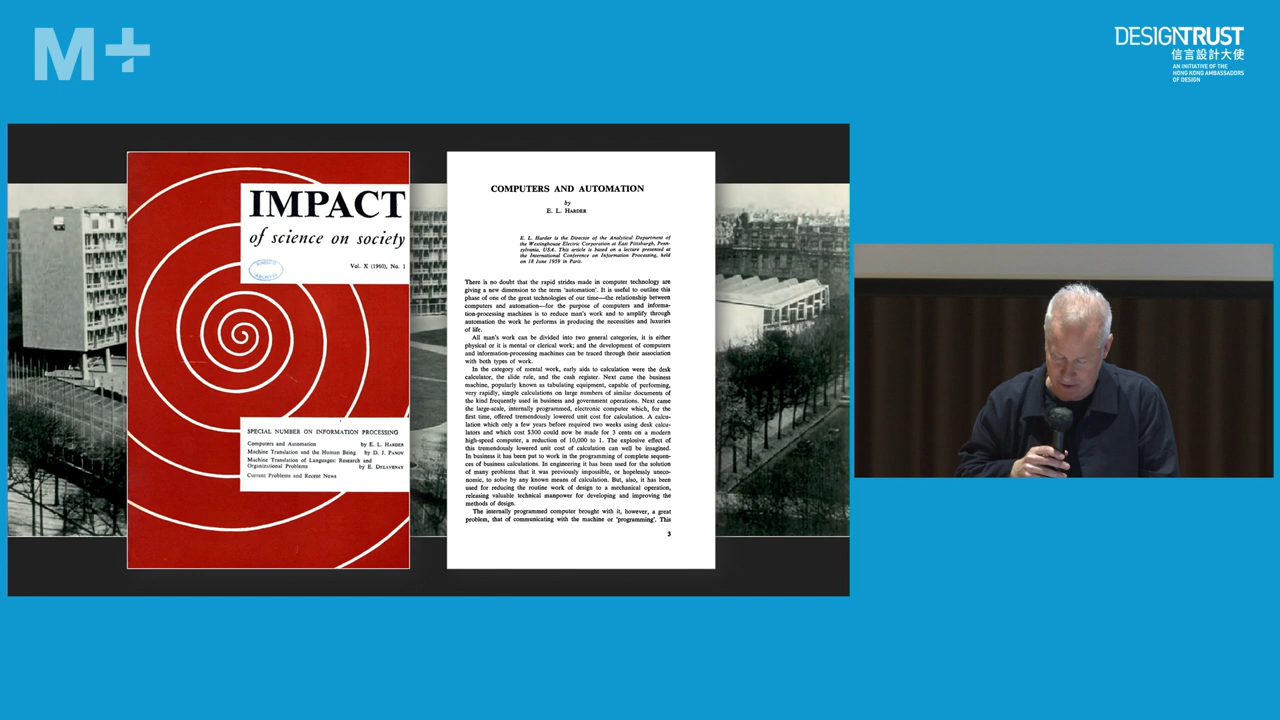 M+
DESIGNTRUST
信言設計大使
AN INITIATIVE OF THE
HONG KONG AMBASSADORS
OF DESIGN
IMPACT
of science on society
Vol. X (1960), No. 1
SPECIAL NUMBER ON INFORMATION PROCESSING
Computers and Automation by E. L. HARDER
Machine Translation and the Human Being by D. J. PANOV
Machine Translation of Languages: Research and
Organizational Problems by E. DELAVENAY
Current Problems and Recent News
COMPUTERS AND AUTOMATION
by
E. L. HARDER
E. L. Harder is the Director of the Analytical Department of
the Westinghouse Electric Corporation at East Pittsburgh, Penn-
sylvania, USA. This article is based on a lecture presented at
the International Conference on Information Processing, held
on 18 June 1959 in Paris.
There is no doubt that the rapid strides made in computer technology are
giving a new dimension to the term 'automation'. It is useful to outline this
phase of one of the great technologies of our time—the relationship between
computers and automation—for the purpose of computers and informa-
tion-processing machines is to reduce man's work and to amplify through
automation the work he performs in producing the necessities and luxuries
of life.
All man's work can be divided into two general categories, it is either
physical or it is mental or clerical work; and the development of computers
and information-processing machines can be traced through their association
with both types of work.
In the category of mental work, early aids to calculation were the desk
calculator, the slide rule, and the cash register. Next came the business
machine, popularly known as tabulating equipment, capable of performing,
very rapidly, simple calculations on large numbers of similar documents of
the kind frequently used in business and government operations. Next came
the large-scale, internally programmed, electronic computer which, for the
first time, offered tremendously lowered unit cost for calculation. A calcu-
lation which only a few years before required two weeks using desk calcu-
lators and which cost $300 could now be made for 3 cents on a modern
high-speed computer, a reduction of 10,000 to 1. The explosive effect of
this tremendously lowered unit cost of calculation can well be imagined.
In business it has been put to work in the programming of complete sequen-
ces of business calculations. In engineering it has been used for the solution
of many problems that it was previously impossible, or hopelessly uneco-
nomic, to solve by any known means of calculation. But, also, it has been
used for reducing the routine work of design to a mechanical operation,
releasing valuable technical manpower for developing and improving the
methods of design.
The internally programmed computer brought with it, however, a great
problem, that of communicating with the machine or 'programming'. This
3